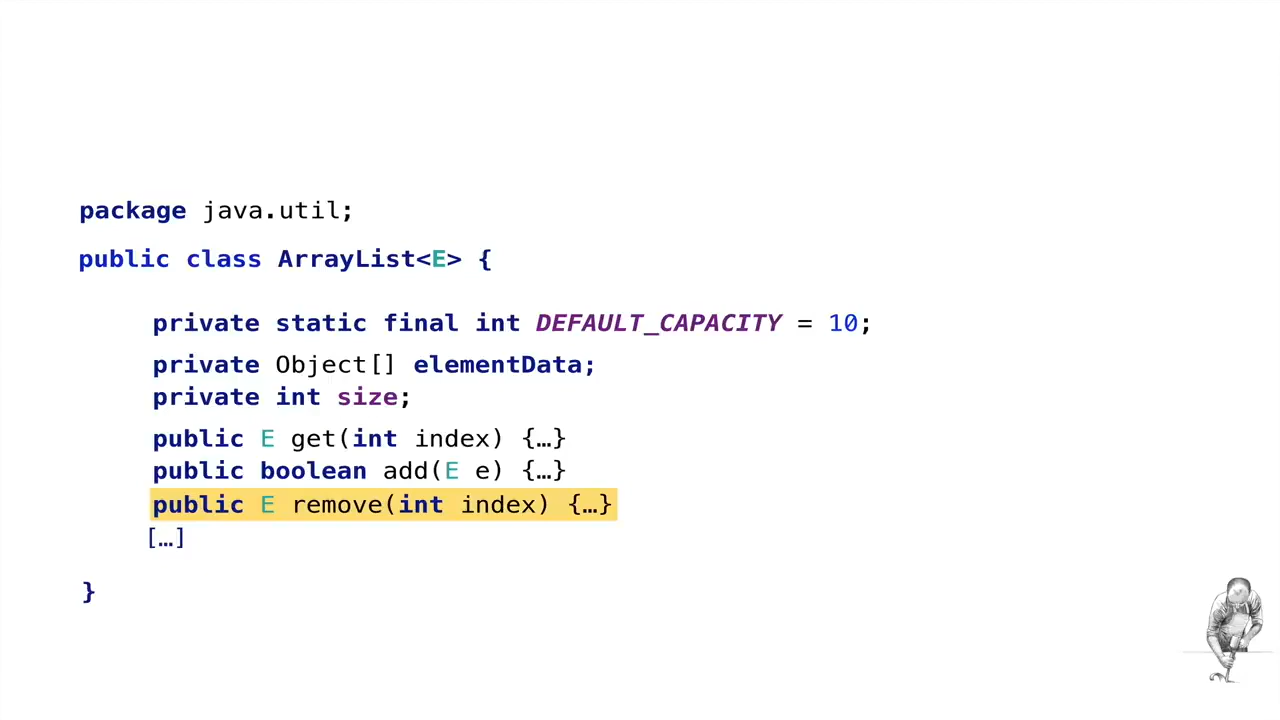 package java.util;
public class ArrayList<E> {
private static final int DEFAULT_CAPACITY = 10;
private Object[] elementData;
private int size;
public E get(int index) {…}
public boolean add(E e) {…}
public E remove(int index) {…}
[…]
}